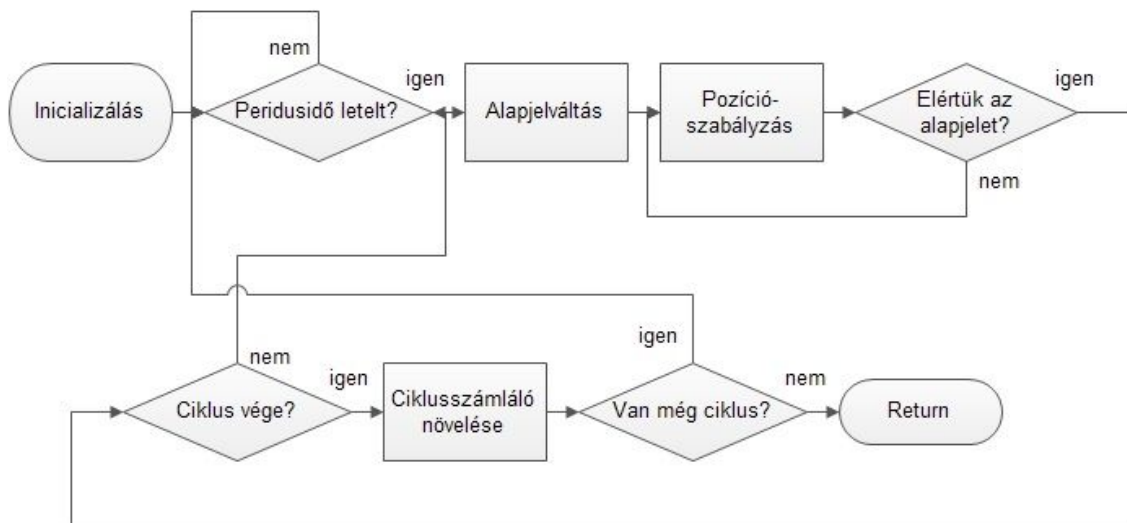 nem
igen
Inicializálás
Peridusidő letelt?
Alapjelváltás
Pozíció-
szabályzás
Elértük az
alapjelet?
igen
nem
nem
igen
Ciklus vége?
Ciklusszámláló
növelése
igen
Van még ciklus?
nem
Return